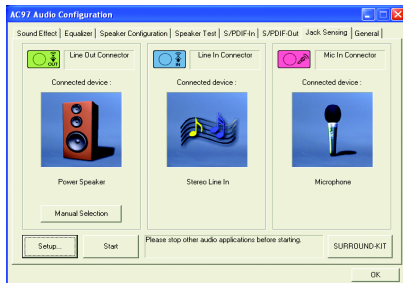 AC97 Audio Configuration
Sound Effect | Equalizer | Speaker Configuration | Speaker Test | S/PDIF-In | S/PDIF-Out | Jack Sensing | General
OUT Line Out Connector
IN Line In Connector
Mic In Connector
Connected device :
Connected device :
Connected device :
Power Speaker
Stereo Line In
Microphone
Manual Selection
Setup...
Start
Please stop other audio applications before starting.
SURROUND-KIT
OK